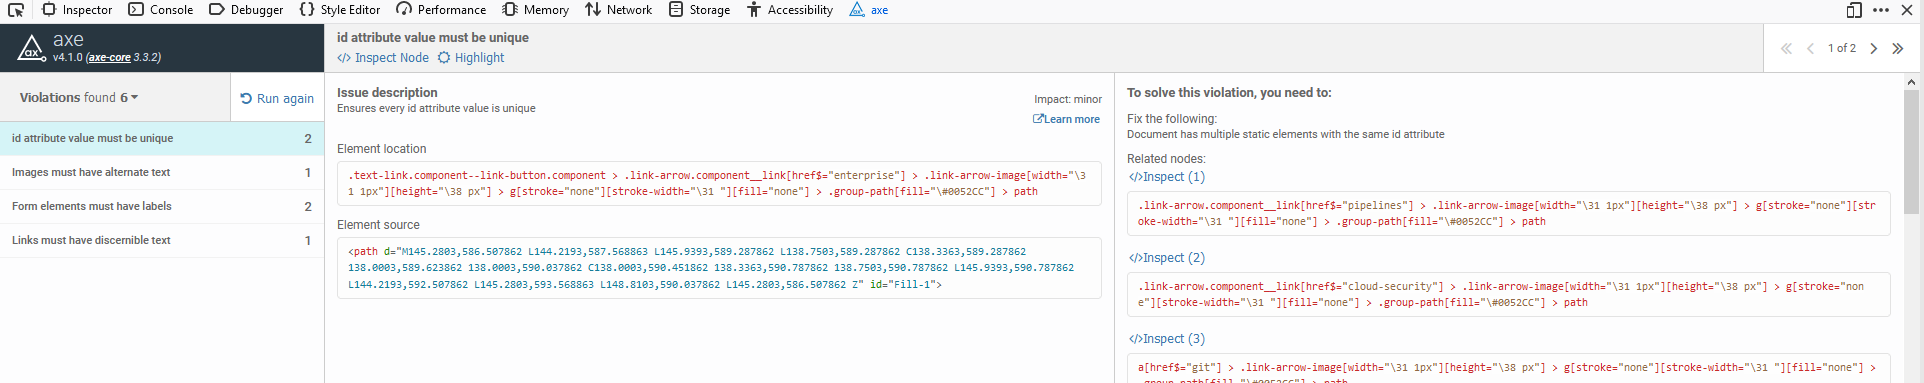 Inspector Console Debugger Style Editor Performance Memory Network Storage Accessibility axe
axe
v4.1.0 (axe-core 3.3.2)
Violations found 6
Run again
id attribute value must be unique 2
Images must have alternate text 1
Form elements must have labels 2
Links must have discernible text 1
id attribute value must be unique
</> Inspect Node Highlight
1 of 2
Issue description
Ensures every id attribute value is unique
Impact: minor
Learn more
Element location
.text-link.component--link-button.component > .link-arrow.component__link[href$="enterprise"] > .link-arrow-image[width="\3
1 1px"][height="\38 px"] > g[stroke="none"][stroke-width="\31 "][fill="none"] > .group-path[fill="\#0052CC"] > path
Element source
<path d="M145.2803,586.507862 L144.2193,587.568863 L145.9393,589.287862 L138.7503,589.287862 C138.3363,589.287862
138.0003,589.623862 138.0003,590.037862 C138.0003,590.451862 138.3363,590.787862 138.7503,590.787862 L145.9393,590.787862
L144.2193,592.507862 L145.2803,593.568863 L148.8103,590.037862 L145.2803,586.507862 Z" id="Fill-1">
To solve this violation, you need to:
Fix the following:
Document has multiple static elements with the same id attribute
Related nodes:
</>Inspect (1)
.link-arrow.component__link[href$="pipelines"] > .link-arrow-image[width="\31 1px"][height="\38 px"] > g[stroke="none"][str
oke-width="\31 "][fill="none"] > .group-path[fill="\#0052CC"] > path
</>Inspect (2)
.link-arrow.component__link[href$="cloud-security"] > .link-arrow-image[width="\31 1px"][height="\38 px"] > g[stroke="non
e"][stroke-width="\31 "][fill="none"] > .group-path[fill="\#0052CC"] > path
</>Inspect (3)
a[href$="git"] > .link-arrow-image[width="\31 1px"][height="\38 px"] > g[stroke="none"][stroke-width="\31 "][fill="none"] >
.group-path[fill="\#0052CC"] > path